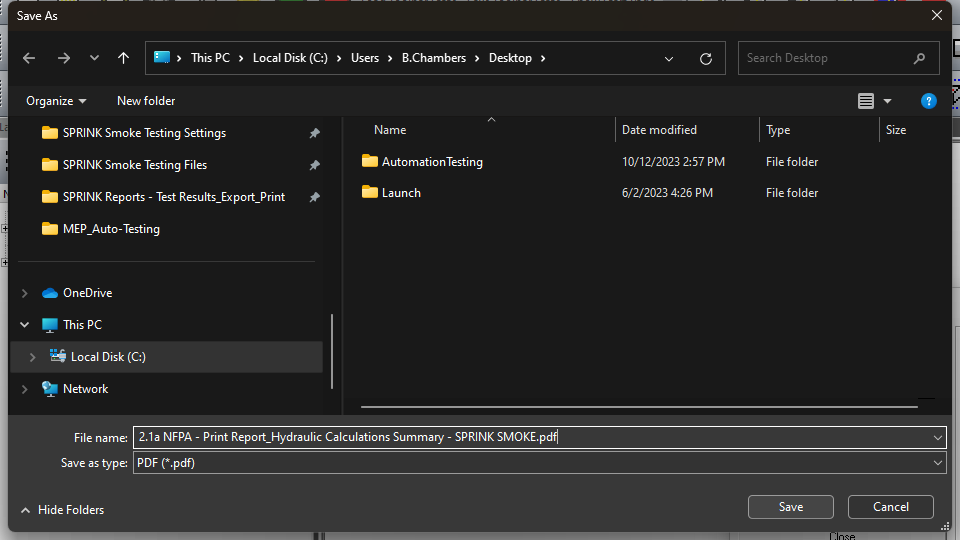 Save As
This PC > Local Disk (C:) > Users > B.Chambers > Desktop >
Search Desktop
Organize
New folder
SPRINK Smoke Testing Settings
SPRINK Smoke Testing Files
SPRINK Reports - Test Results_Export_Print
MEP_Auto-Testing
OneDrive
This PC
Local Disk (C:)
Network
Name Date modified Type Size
AutomationTesting 10/12/2023 2:57 PM File folder
Launch 6/2/2023 4:26 PM File folder
File name: 2.1a NFPA - Print Report_Hydraulic Calculations Summary - SPRINK SMOKE.pdf
Save as type: PDF (*.pdf)
Hide Folders
Save
Cancel
Close